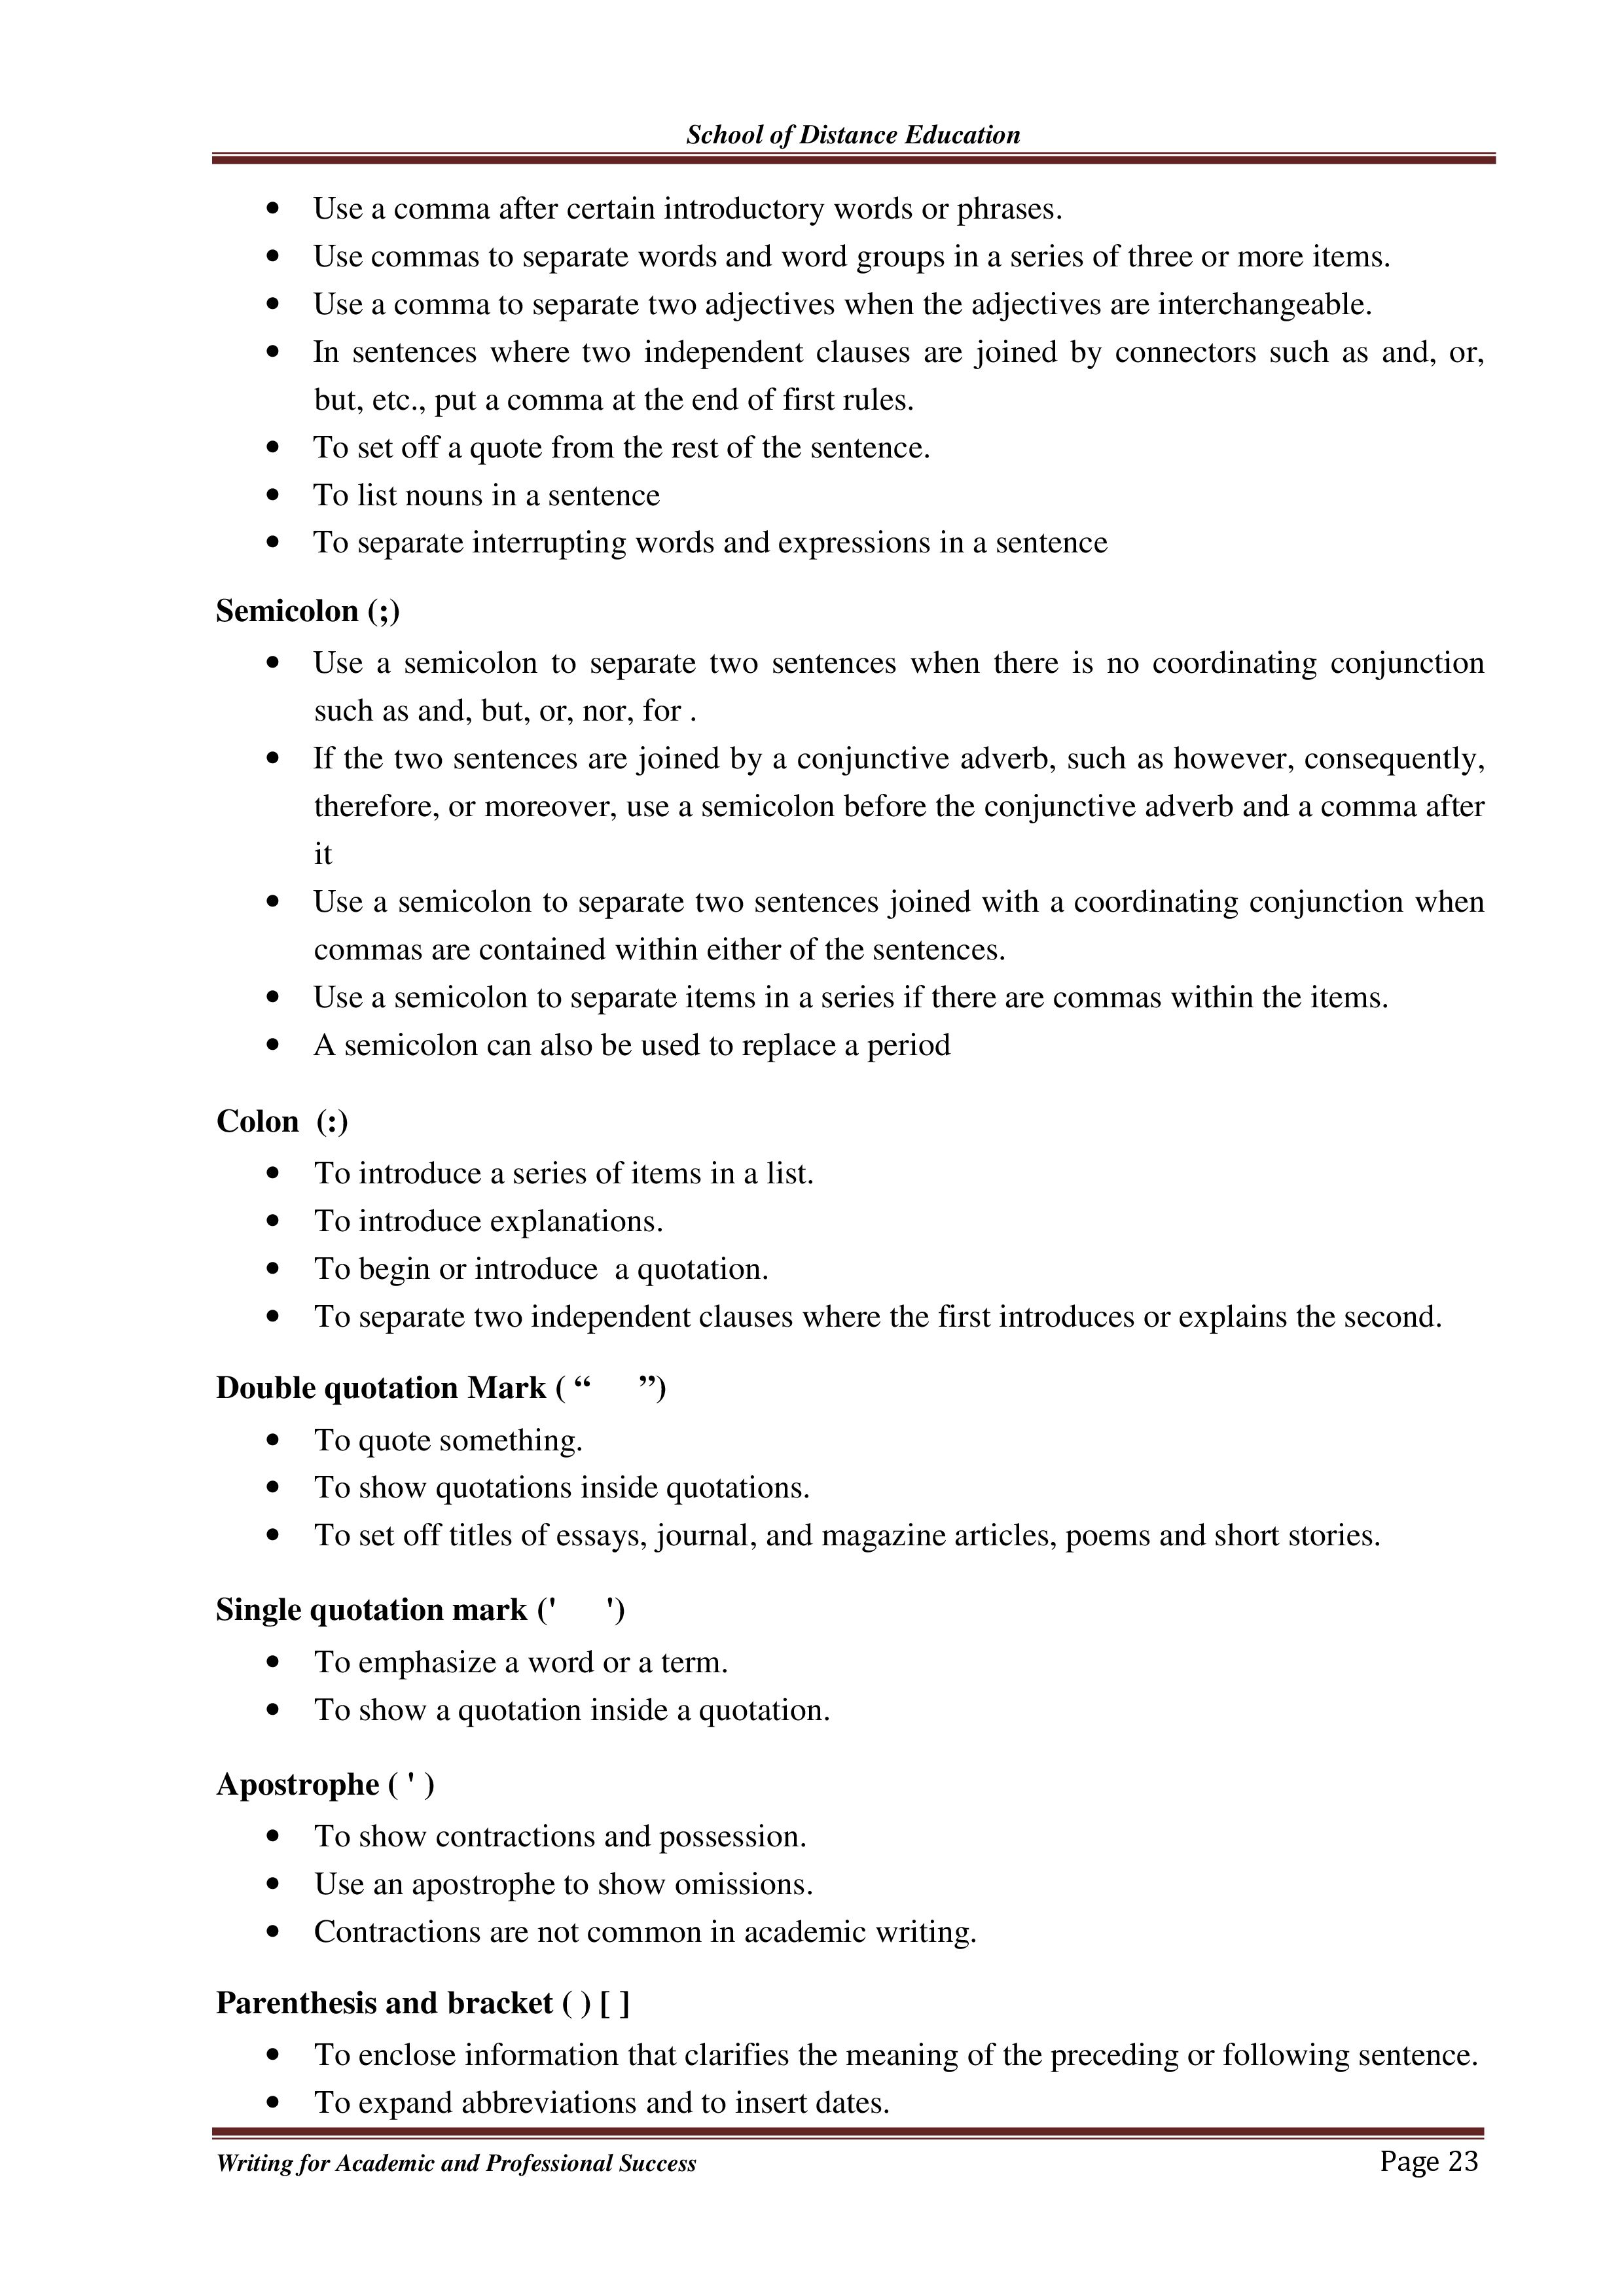 School of Distance Education
• Use a comma after certain introductory words or phrases.
• Use commas to separate words and word groups in a series of three or more items.
• Use a comma to separate two adjectives when the adjectives are interchangeable.
• In sentences where two independent clauses are joined by connectors such as and, or,
but, etc., put a comma at the end of first rules.
• To set off a quote from the rest of the sentence.
• To list nouns in a sentence
• To separate interrupting words and expressions in a sentence
Semicolon (;)
• Use a semicolon to separate two sentences when there is no coordinating conjunction
such as and, but, or, nor, for .
• If the two sentences are joined by a conjunctive adverb, such as however, consequently,
therefore, or moreover, use a semicolon before the conjunctive adverb and a comma after
it
• Use a semicolon to separate two sentences joined with a coordinating conjunction when
commas are contained within either of the sentences.
• Use a semicolon to separate items in a series if there are commas within the items.
• A semicolon can also be used to replace a period
Colon  (:)
• To introduce a series of items in a list.
• To introduce explanations.
• To begin or introduce  a quotation.
• To separate two independent clauses where the first introduces or explains the second.
Double quotation Mark ( “     ”)
• To quote something.
• To show quotations inside quotations.
• To set off titles of essays, journal, and magazine articles, poems and short stories.
Single quotation mark ('     ')
• To emphasize a word or a term.
• To show a quotation inside a quotation.
Apostrophe ( ' )
• To show contractions and possession.
• Use an apostrophe to show omissions.
• Contractions are not common in academic writing.
Parenthesis and bracket ( ) [ ]
• To enclose information that clarifies the meaning of the preceding or following sentence.
• To expand abbreviations and to insert dates.
Writing for Academic and Professional Success Page 23